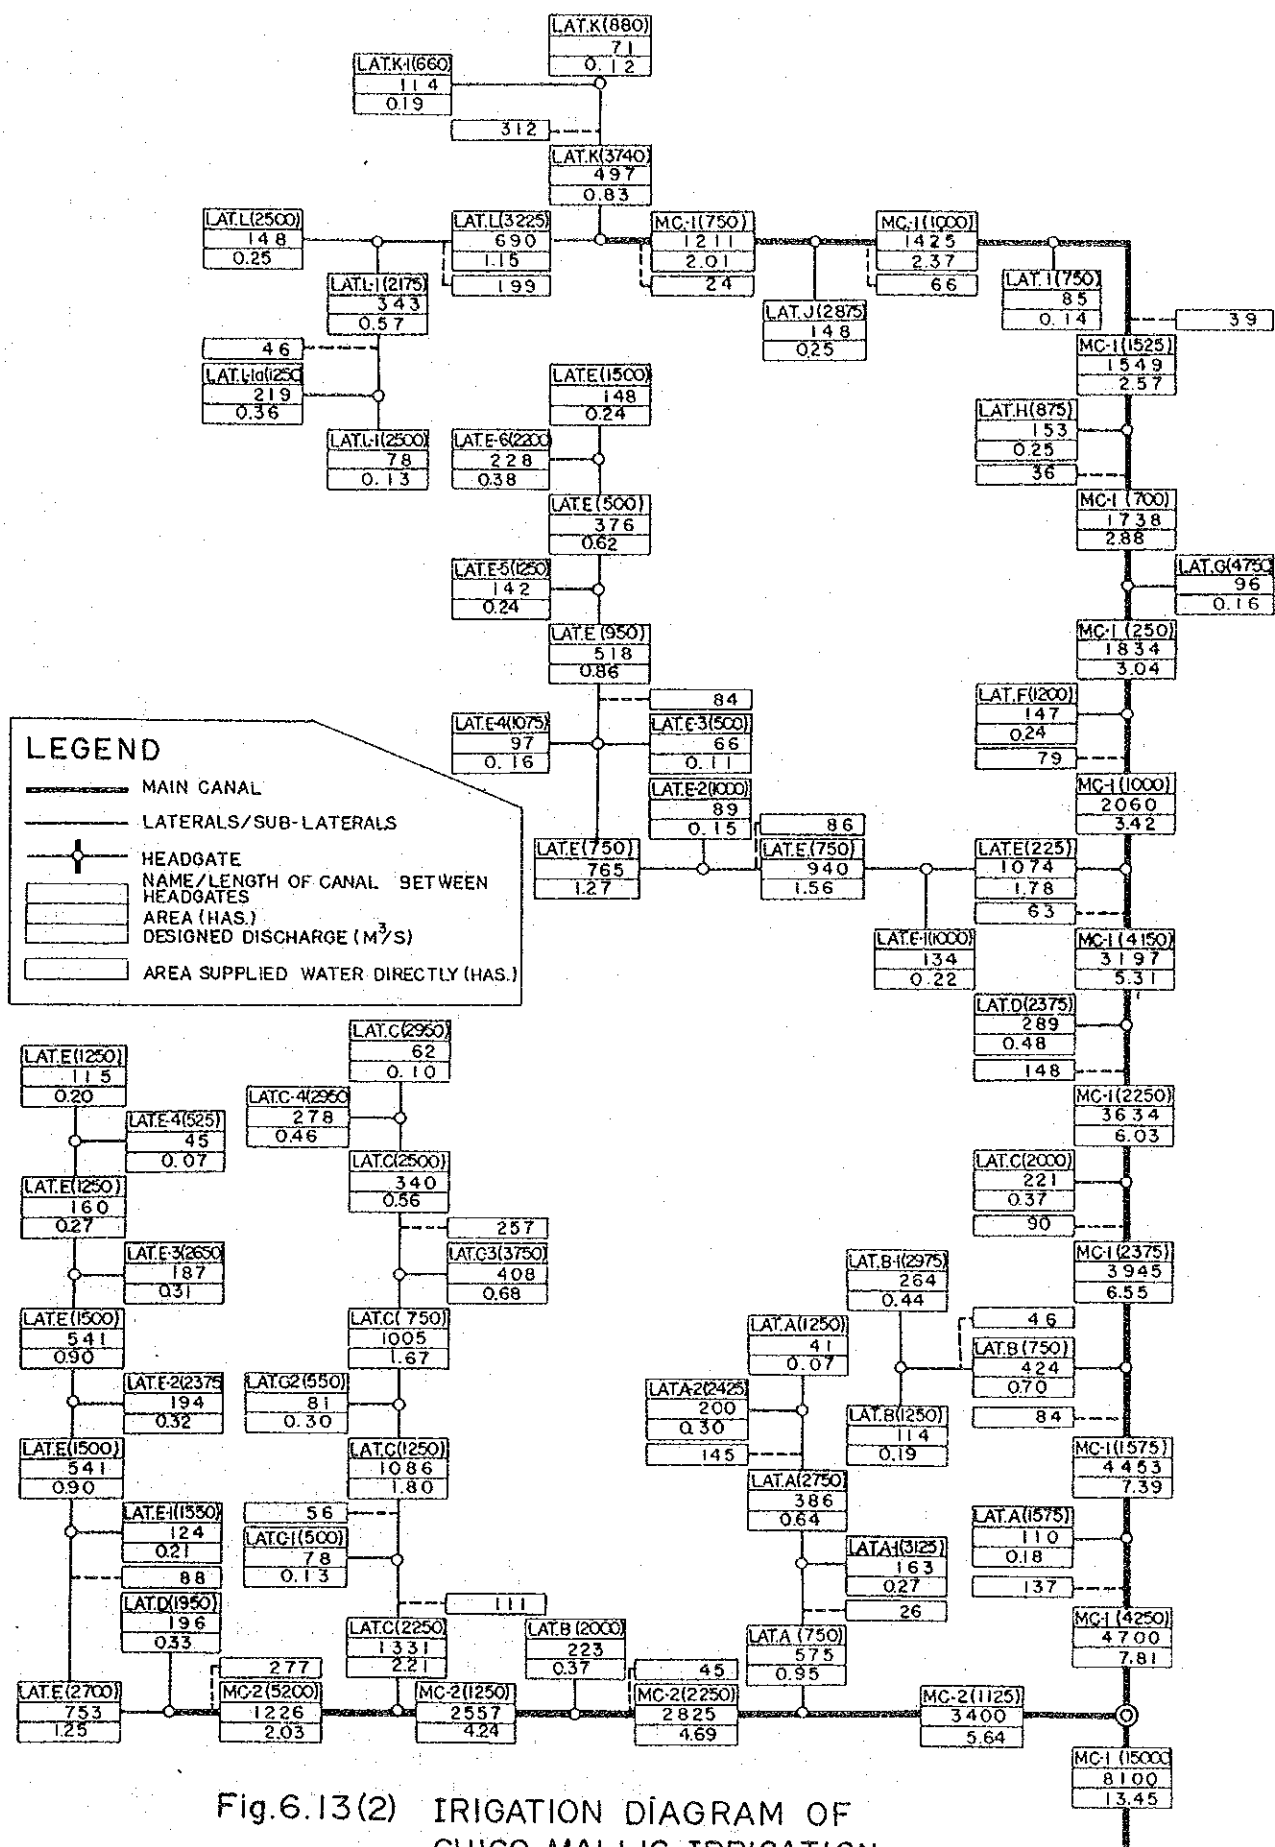 LAT.K(880)
71
0.12
LAT.K-1(660)
114
0.19
312
LAT.K(3740)
497
0.83
LAT.L(2500)
148
0.25
LAT.L(3225)
690
1.15
199
MC-1(750)
1211
2.01
24
MC-1(1000)
1425
2.37
66
LAT.I(750)
85
0.14
39
LAT.L-1(2175)
343
0.57
LAT.J(2875)
148
0.25
MC-1(1525)
1549
2.57
46
LAT.L-1a(1250
219
0.36
LAT.L-1(2500)
78
0.13
LAT.E(1500)
148
0.24
LAT.E-6(2200
228
0.38
LAT.H(875)
153
0.25
36
LAT.E(500)
376
0.62
MC-1 (700)
1738
2.88
LAT.E-5(1250)
142
0.24
LAT.G(4750
96
0.16
LAT.E (950)
518
0.86
MC-1 (250)
1834
3.04
84
LAT.F(1200)
147
0.24
79
LAT.E-4(1075)
97
0.16
LAT.E-3(500)
66
0.11
LAT.E-2(1000)
89
0.15
86
MC-1(1000)
2060
3.42
LAT.E(750)
765
1.27
LAT.E.(750)
940
1.56
LAT.E(225)
1074
1.78
63
LAT.E-1(1000)
134
0.22
MC-1(4150)
3197
5.31
LEGEND
MAIN CANAL
LATERALS/SUB-LATERALS
HEADGATE
NAME/LENGTH OF CANAL BETWEEN
HEADGATES
AREA (HAS.)
DESIGNED DISCHARGE (M³/S)
AREA SUPPLIED WATER DIRECTLY (HAS.)
LAT.D(2375)
289
0.48
148
LAT.E(1250)
115
0.20
LAT.C(2950)
62
0.10
LAT.E-4(525)
45
0.07
LAT.C-4(2950
278
0.46
MC-1(2250)
3634
6.03
LAT.E(1250)
160
0.27
LAT.C(2500)
340
0.56
LAT.C(2000)
221
0.37
90
257
LAT.E-3(2650
187
0.31
LAT.C3(3750)
408
0.68
MC-1(2375)
3945
6.55
LAT.B-1(2975)
264
0.44
LAT.E(1500)
541
0.90
LAT.C( 750)
1005
1.67
LAT.A(1250)
41
0.07
46
LAT.B(750)
424
0.70
84
LAT.E-2(2375
194
0.32
LAT.C2(550)
81
0.30
LAT.A-2(2425)
200
0.30
145
LAT.B(1250)
114
0.19
LAT.E(1500)
541
0.90
LAT.C(1250)
1086
1.80
LAT.A(2750)
386
0.64
MC-1(1575)
4453
7.39
LAT.E-1(1550)
124
0.21
88
56
LAT.C-1(500)
78
0.13
LAT.A-1(3125)
163
0.27
26
LAT.A(1575)
110
0.18
137
LAT.D(1950)
196
0.33
111
LAT.C(2250)
1331
2.21
LAT.B (2000)
223
0.37
LAT.A (750)
575
0.95
MC-1 (4250)
4700
7.81
277
45
LAT.E(2700)
753
1.25
MC-2(5200)
1226
2.03
MC-2(1250)
2557
4.24
MC-2(2250)
2825
4.69
MC-2(1125)
3400
5.64
MC-1 (15000
8100
13.45
Fig.6.13(2) IRIGATION DIAGRAM OF
CHICO MALLIG IRRIGATION